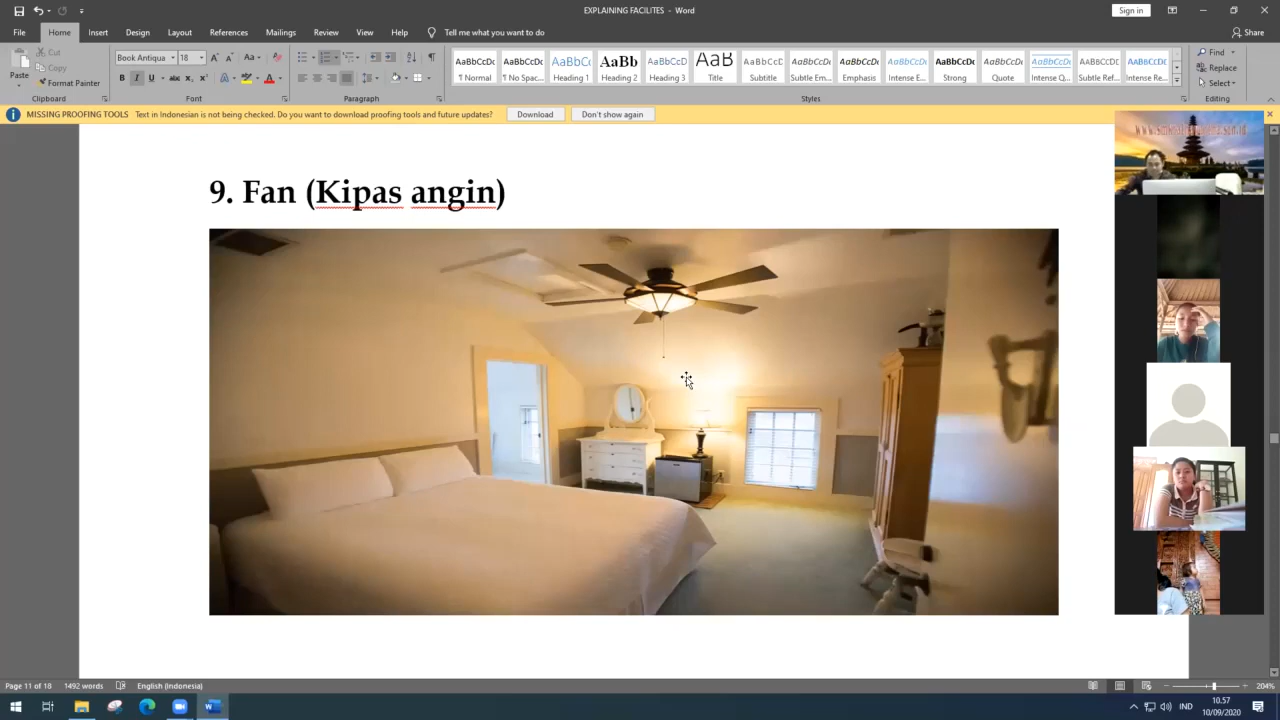 EXPLAINING FACILITES - Word
Sign in
File Home Insert Design Layout References Mailings Review View Help Tell me what you want to do
Share
Paste
Cut
Copy
Format Painter
Clipboard
Book Antiqua 18
Font
Paragraph
AaBbCcDc AaBbCcDc AaBbCc AaBb AaBbCcD AaB AaBbCcD AaBbCcDc AaBbCcDc AaBbCcDc AaBbCcDc AaBbCcDc AaBbCcDc AABBCCDC AABBCCDC
¶ Normal ¶ No Spac... Heading 1 Heading 2 Heading 3 Title Subtitle Subtle Em... Emphasis Intense E... Strong Quote Intense Q... Subtle Ref... Intense Re...
Styles
Find
Replace
Select
Editing
MISSING PROOFING TOOLS Text in Indonesian is not being checked. Do you want to download proofing tools and future updates? Download Don't show again
9. Fan (Kipas angin)
Page 11 of 18 1492 words English (Indonesia)
204%
IND
10.57
10/09/2020